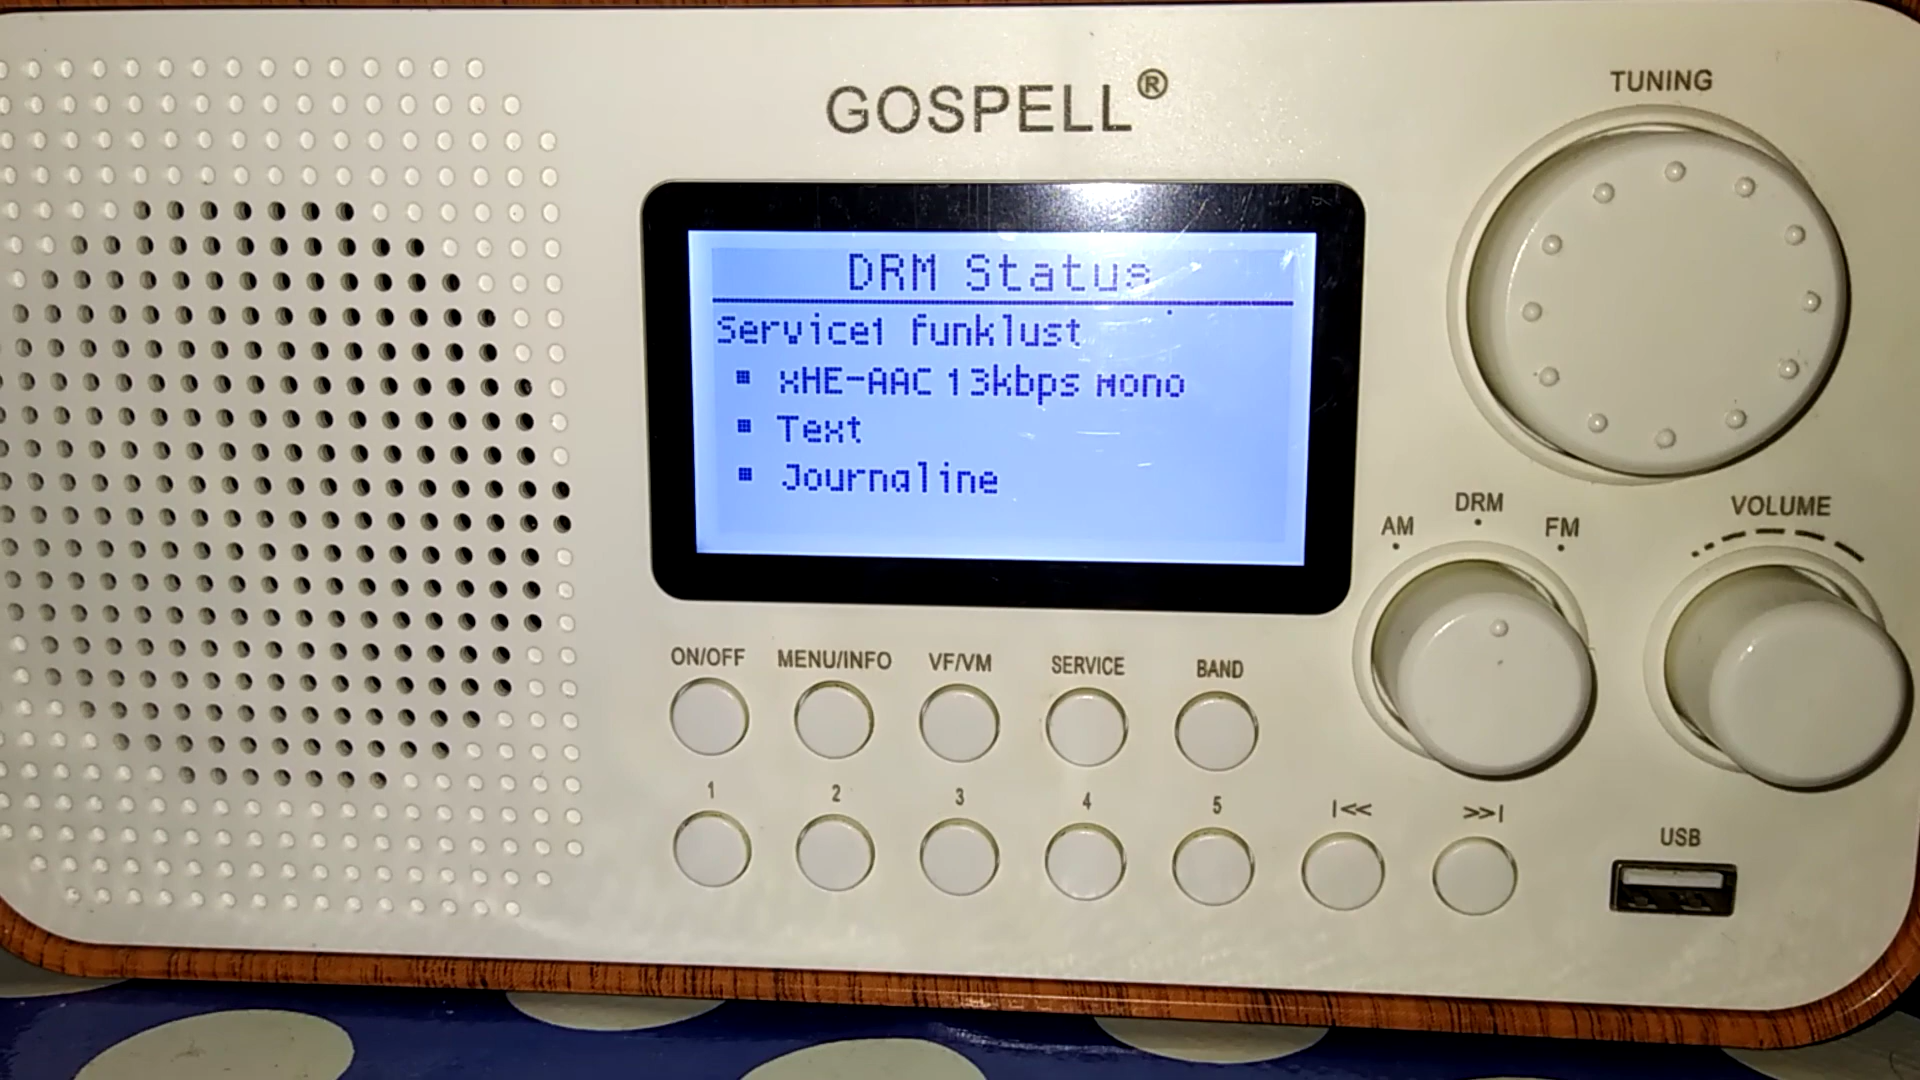 GOSPELL®
TUNING
DRM Status
Service1 funklust
xHE-AAC 13kbps mono
Text
Journaline
AM
DRM
FM
VOLUME
ON/OFF
MENU/INFO
VF/VM
SERVICE
BAND
1
2
3
4
5
|<<
>>|
USB